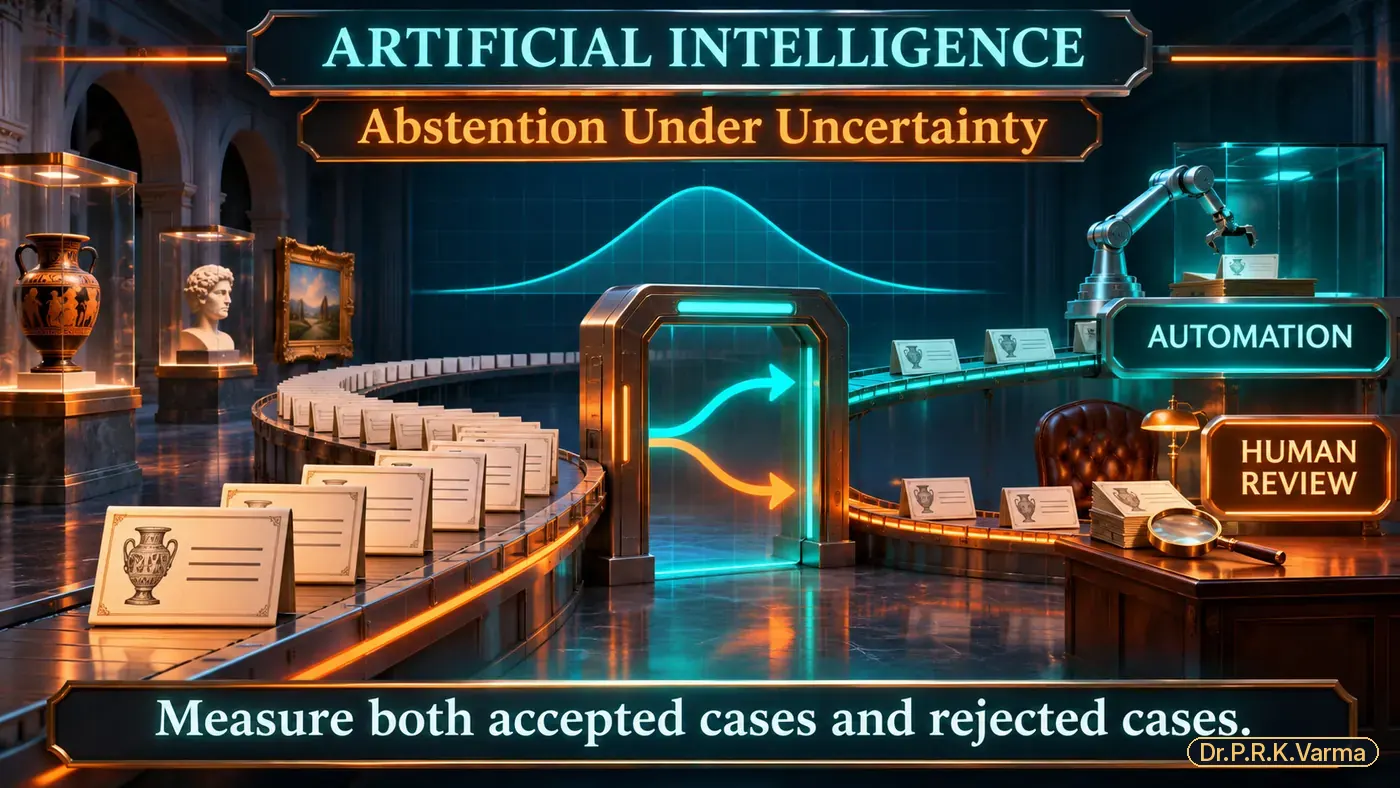 ARTIFICIAL INTELLIGENCE
Abstention Under Uncertainty
AUTOMATION
HUMAN
REVIEW
Measure both accepted cases and rejected cases.
Dr.P.R.K.Varma